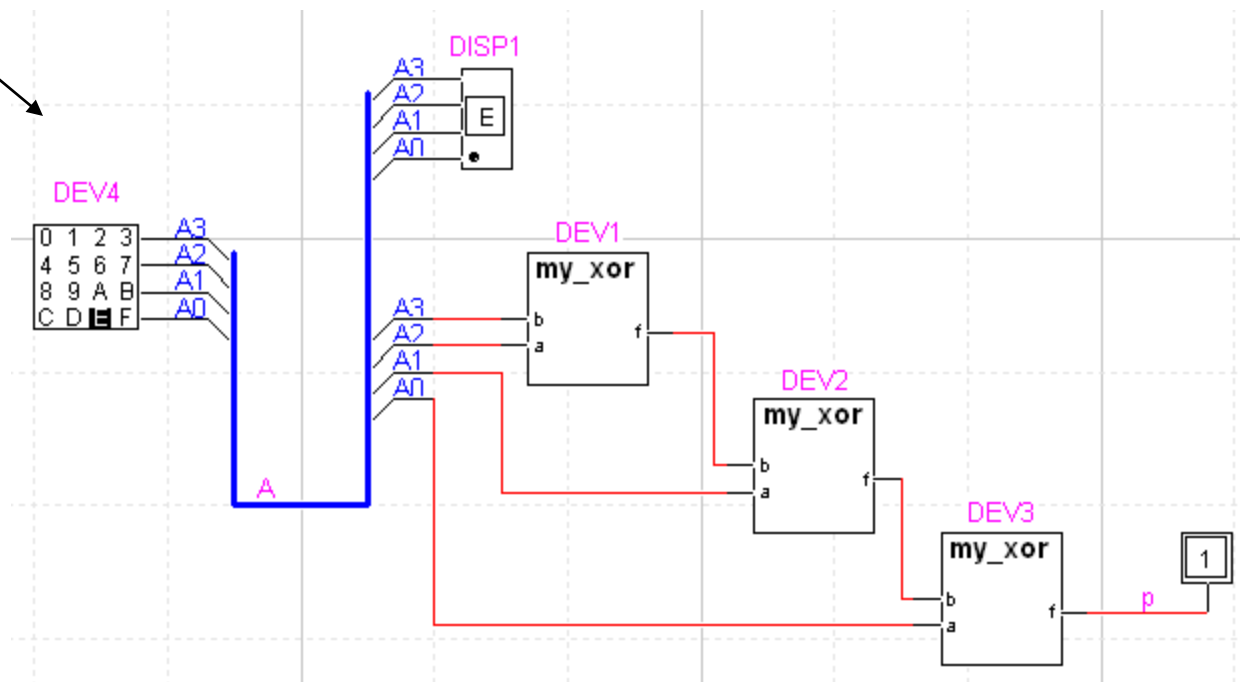 DISP1
A3
A2
A1
A0
E
DEV4
0 1 2 3
4 5 6 7
8 9 A B
C D E F
A3
A2
A1
A0
DEV1
my_xor
b
a
f
A3
A2
A1
A0
DEV2
my_xor
b
a
f
A
DEV3
my_xor
b
a
f
p
1